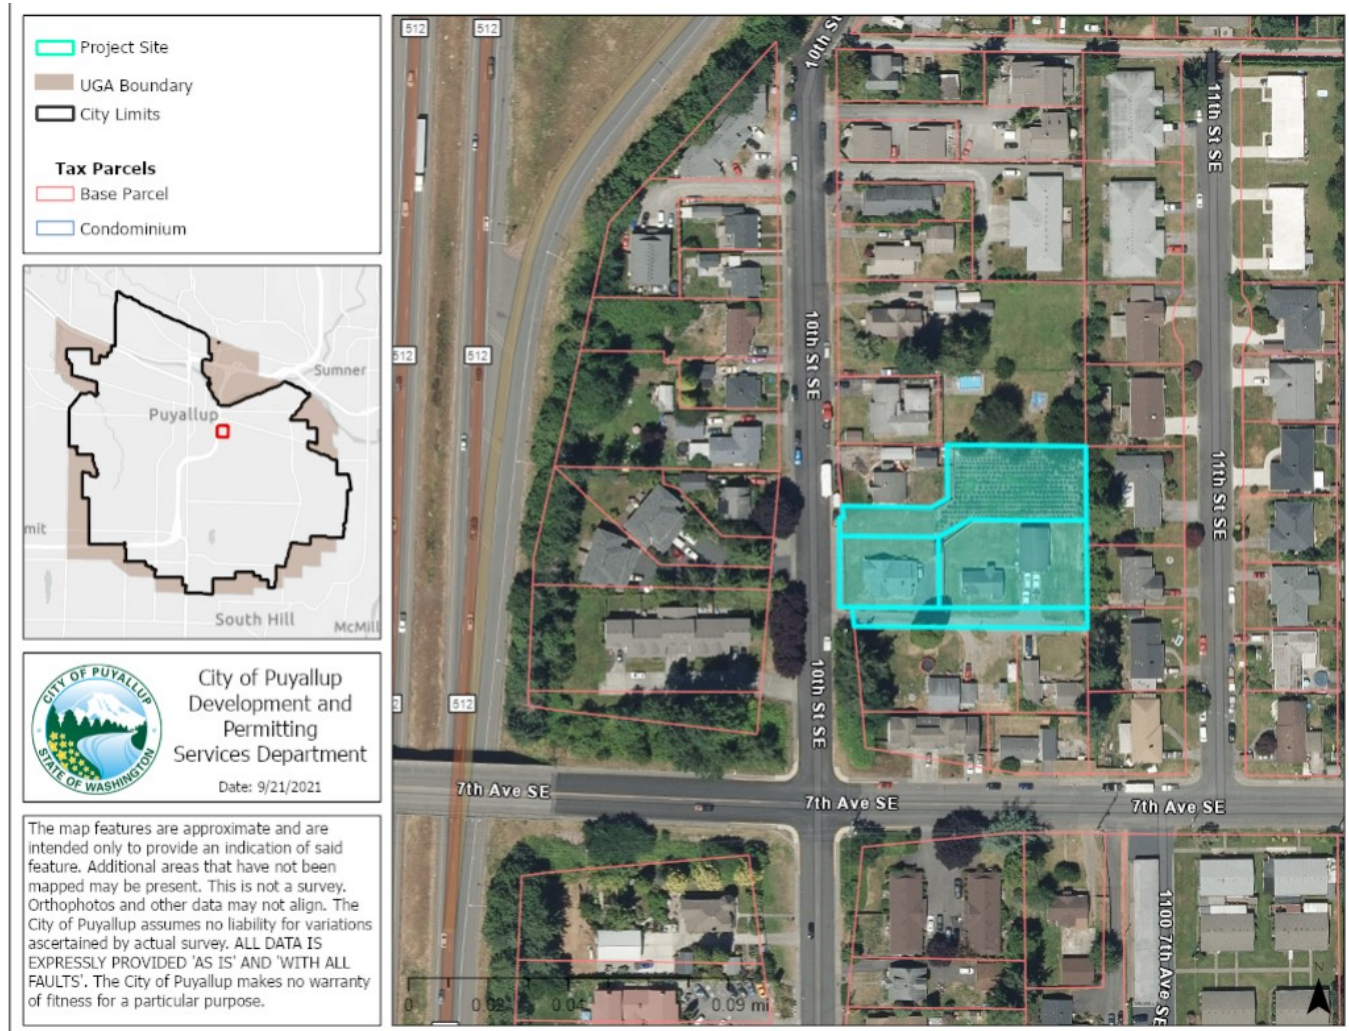 Project Site
UGA Boundary
City Limits
Tax Parcels
Base Parcel
Condominium
Sumner
Puyallup
mit
South Hill
McMill
CITY OF PUYALLUP
STATE OF WASHINGTON
City of Puyallup
Development and
Permitting
Services Department
Date: 9/21/2021
The map features are approximate and are
intended only to provide an indication of said
feature. Additional areas that have not been
mapped may be present. This is not a survey.
Orthophotos and other data may not align. The
City of Puyallup assumes no liability for variations
ascertained by actual survey. ALL DATA IS
EXPRESSLY PROVIDED 'AS IS' AND 'WITH ALL
FAULTS'. The City of Puyallup makes no warranty
of fitness for a particular purpose.
512
512
10th St
11th St SE
512
512
10th St SE
11th St SE
2
512
10th St SE
7th Ave SE
7th Ave SE
7th Ave SE
1100 7th Ave SE
0
0.02
0.04
0.09 mi
N